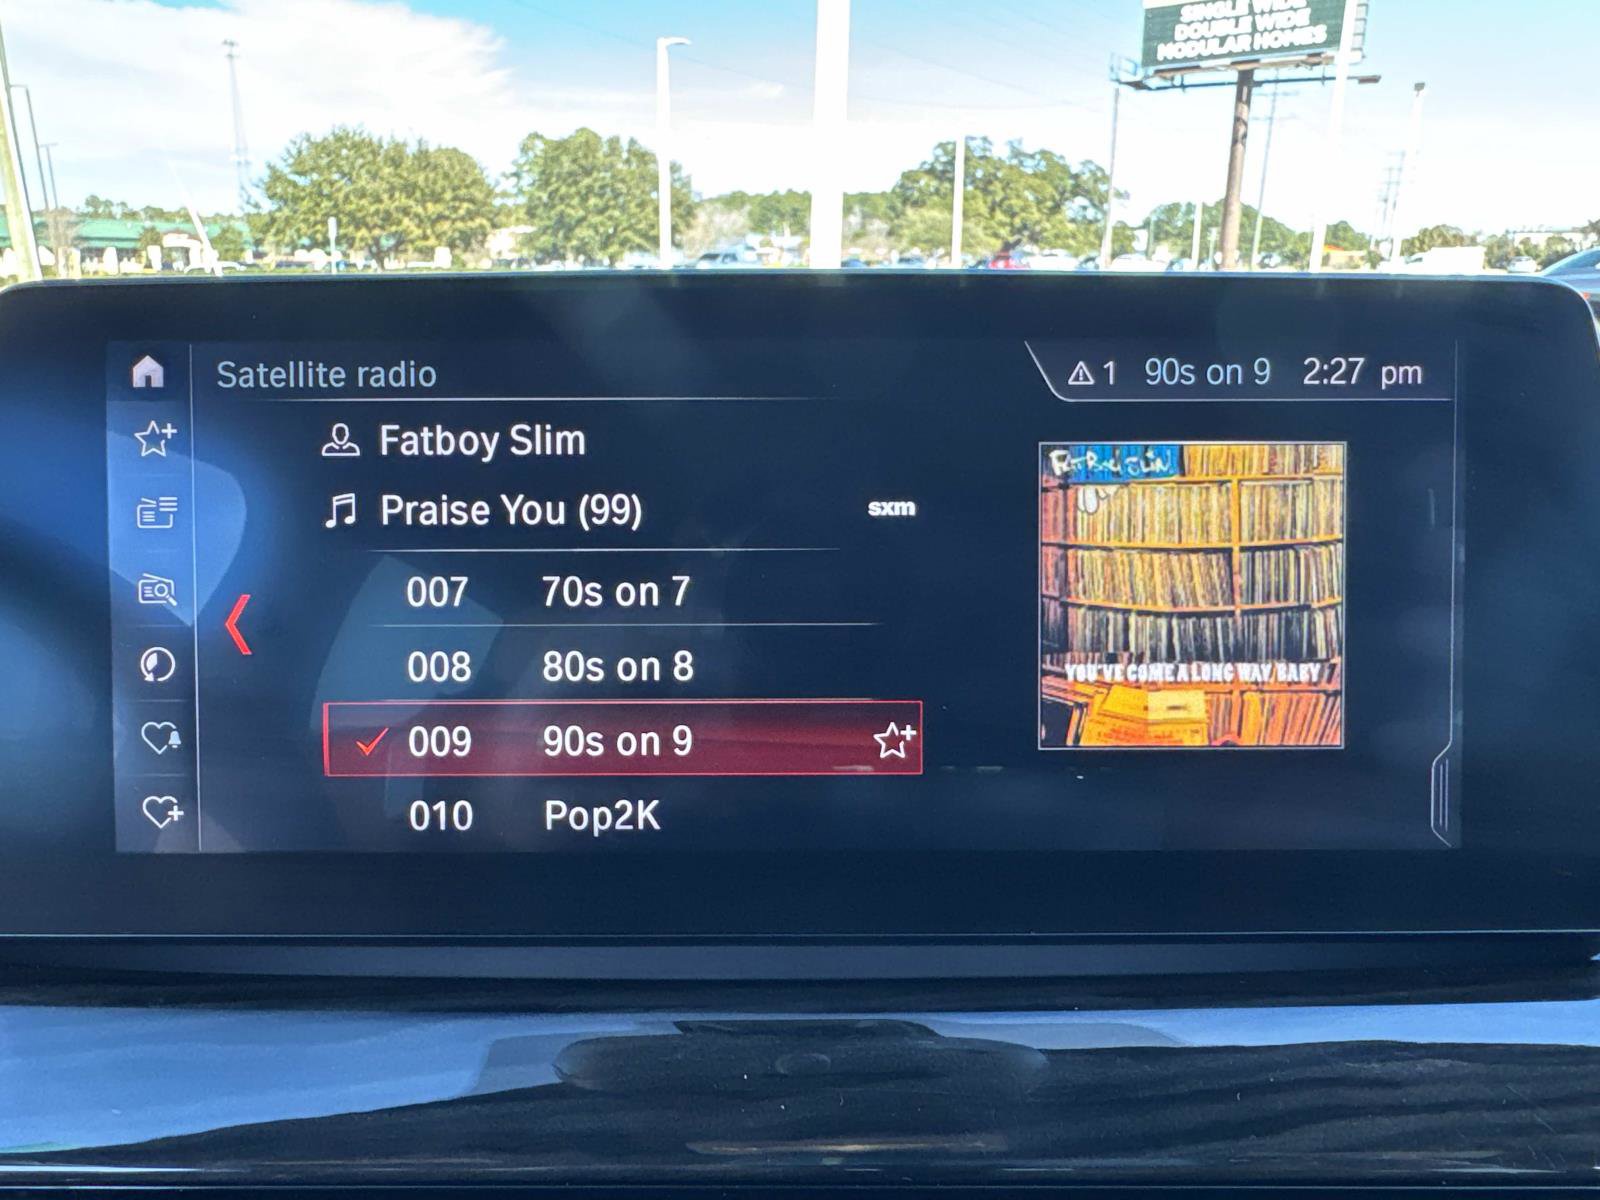 SINGLE WIDE
DOUBLE WIDE
MODULAR HOMES
Satellite radio
1 90s on 9 2:27 pm
Fatboy Slim
Praise You (99)
sxm
007 70s on 7
008 80s on 8
009 90s on 9
010 Pop2K
FATBOY SLIM
YOU'VE COME A LONG WAY, BABY